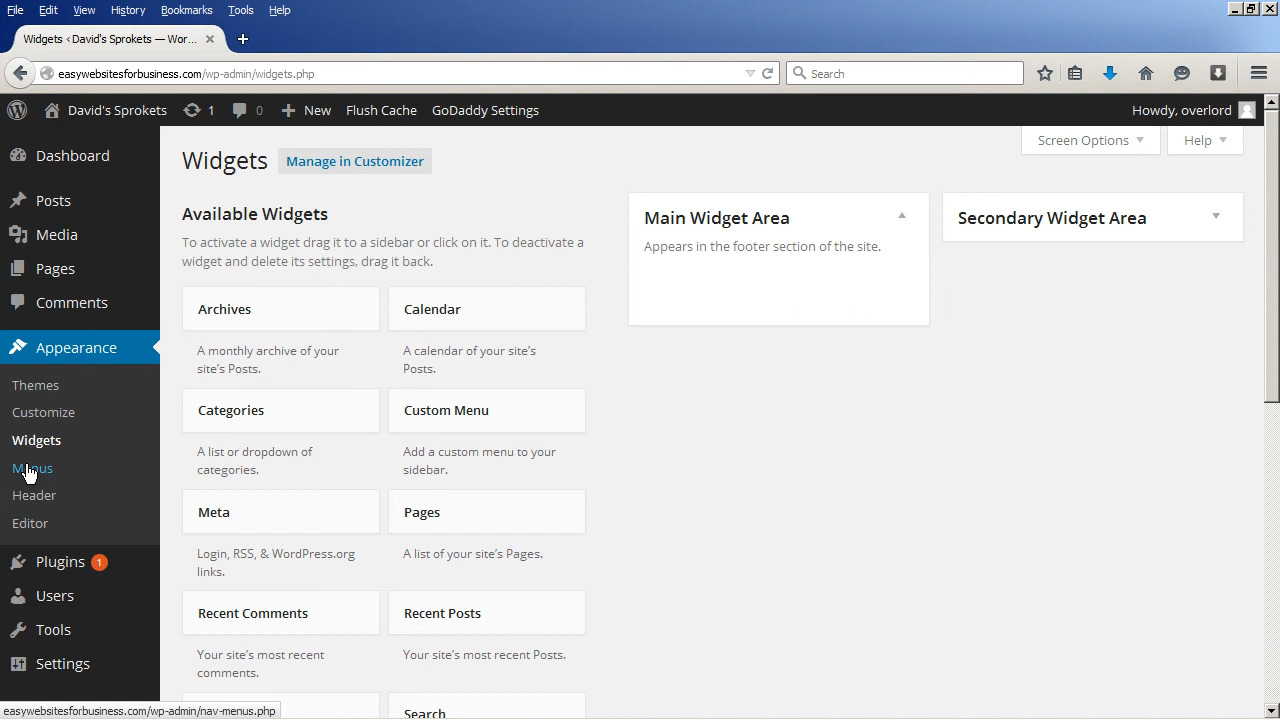 File Edit View History Bookmarks Tools Help
Widgets ‹ David's Sprokets — Wor...
easywebsitesforbusiness.com/wp-admin/widgets.php
Search
David's Sprokets 1 0 New Flush Cache GoDaddy Settings
Howdy, overlord
Dashboard
Posts
Media
Pages
Comments
Appearance
Themes
Customize
Widgets
Menus
Header
Editor
Plugins 1
Users
Tools
Settings
Screen Options Help
Widgets Manage in Customizer
Available Widgets
To activate a widget drag it to a sidebar or click on it. To deactivate a
widget and delete its settings, drag it back.
Archives
A monthly archive of your
site's Posts.
Calendar
A calendar of your site's
Posts.
Categories
A list or dropdown of
categories.
Custom Menu
Add a custom menu to your
sidebar.
Meta
Login, RSS, & WordPress.org
links.
Pages
A list of your site's Pages.
Recent Comments
Your site's most recent
comments.
Recent Posts
Your site's most recent Posts.
Search
Main Widget Area
Appears in the footer section of the site.
Secondary Widget Area
easywebsitesforbusiness.com/wp-admin/nav-menus.php